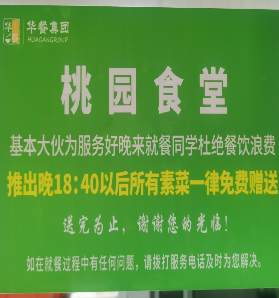 华餐集团
HUACANGROUP
桃园食堂
基本大伙为服务好晚来就餐同学杜绝餐饮浪费
推出晚18:40以后所有素菜一律免费赠送
送完为止,谢谢您的光临!
如在就餐过程中有任何问题,请拨打服务电话及时为您解决。